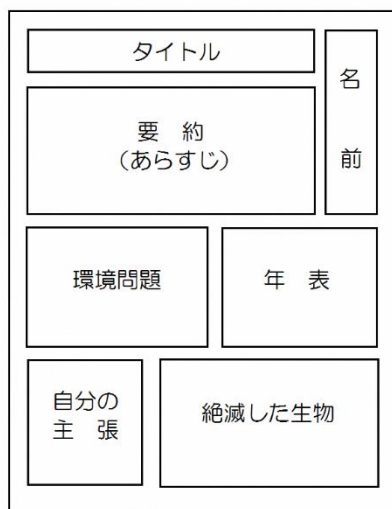 タイトル
名前
要　約
（あらすじ）
環境問題
年　表
自分の
主　張
絶滅した生物